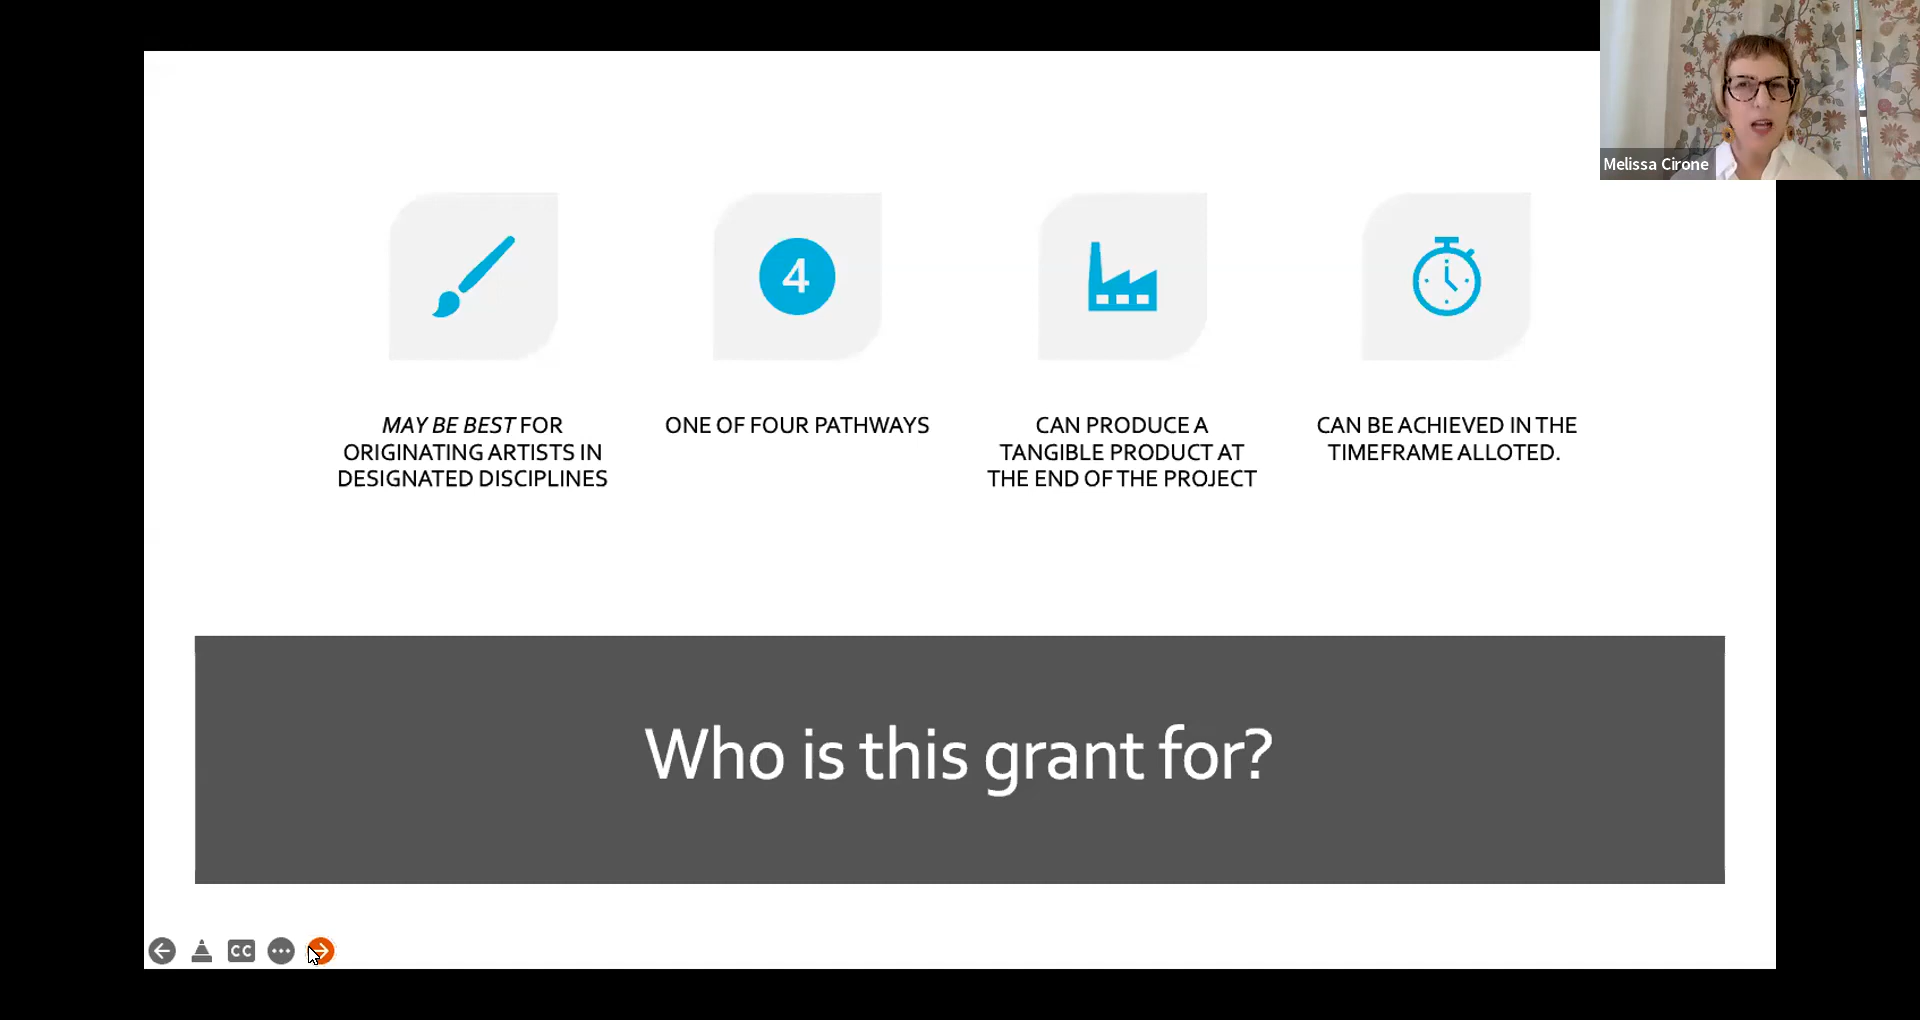 Melissa Cirone
4
MAY BE BEST FOR
ORIGINATING ARTISTS IN
DESIGNATED DISCIPLINES
ONE OF FOUR PATHWAYS
CAN PRODUCE A
TANGIBLE PRODUCT AT
THE END OF THE PROJECT
CAN BE ACHIEVED IN THE
TIMEFRAME ALLOTED.
Who is this grant for?
CC